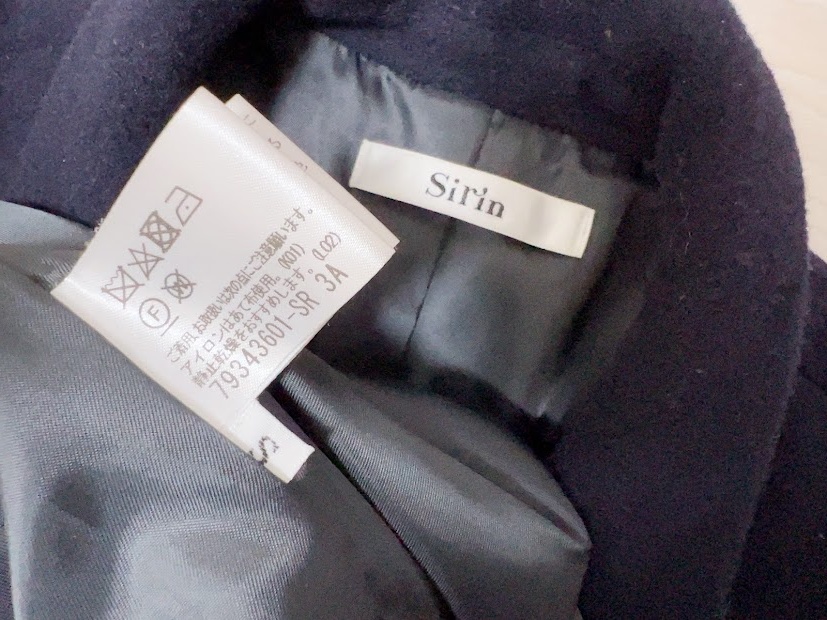 Sir'in
F
W
ご着用、お取扱いは次の点にご注意願います。
アイロンはあて布使用。(K01)
静止乾燥をおすすめします。(L02)
79343601-SR 3A
S